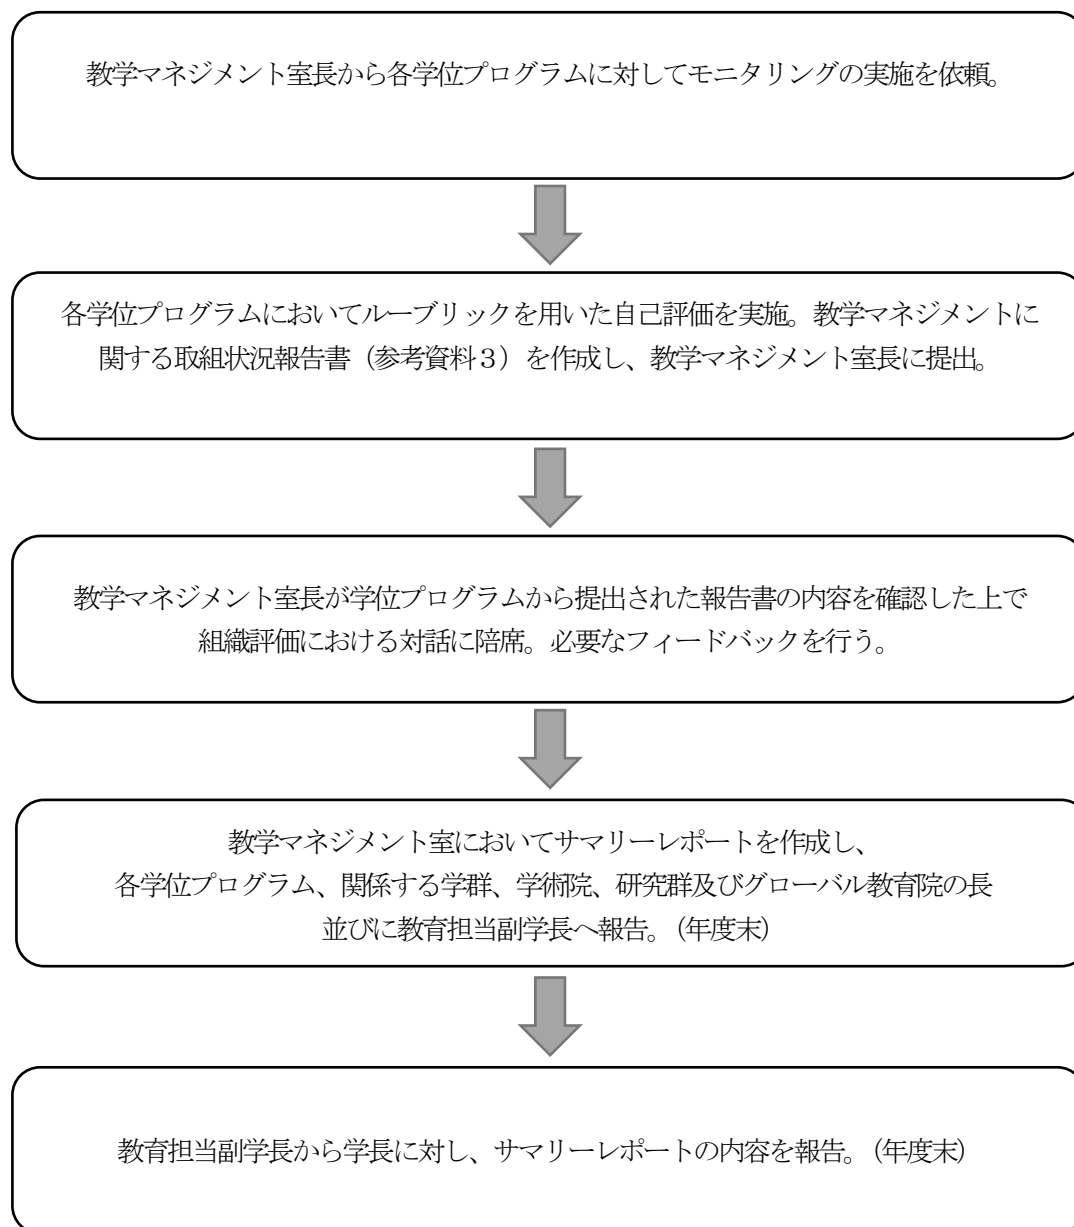 教学マネジメント室長から各学位プログラムに対してモニタリングの実施を依頼。
各学位プログラムにおいてルーブリックを用いた自己評価を実施。教学マネジメントに
関する取組状況報告書（参考資料３）を作成し、教学マネジメント室長に提出。
教学マネジメント室長が学位プログラムから提出された報告書の内容を確認した上で
組織評価における対話に陪席。必要なフィードバックを行う。
教学マネジメント室においてサマリーレポートを作成し、
各学位プログラム、関係する学群、学術院、研究群及びグローバル教育院の長
並びに教育担当副学長へ報告。（年度末）
教育担当副学長から学長に対し、サマリーレポートの内容を報告。（年度末）